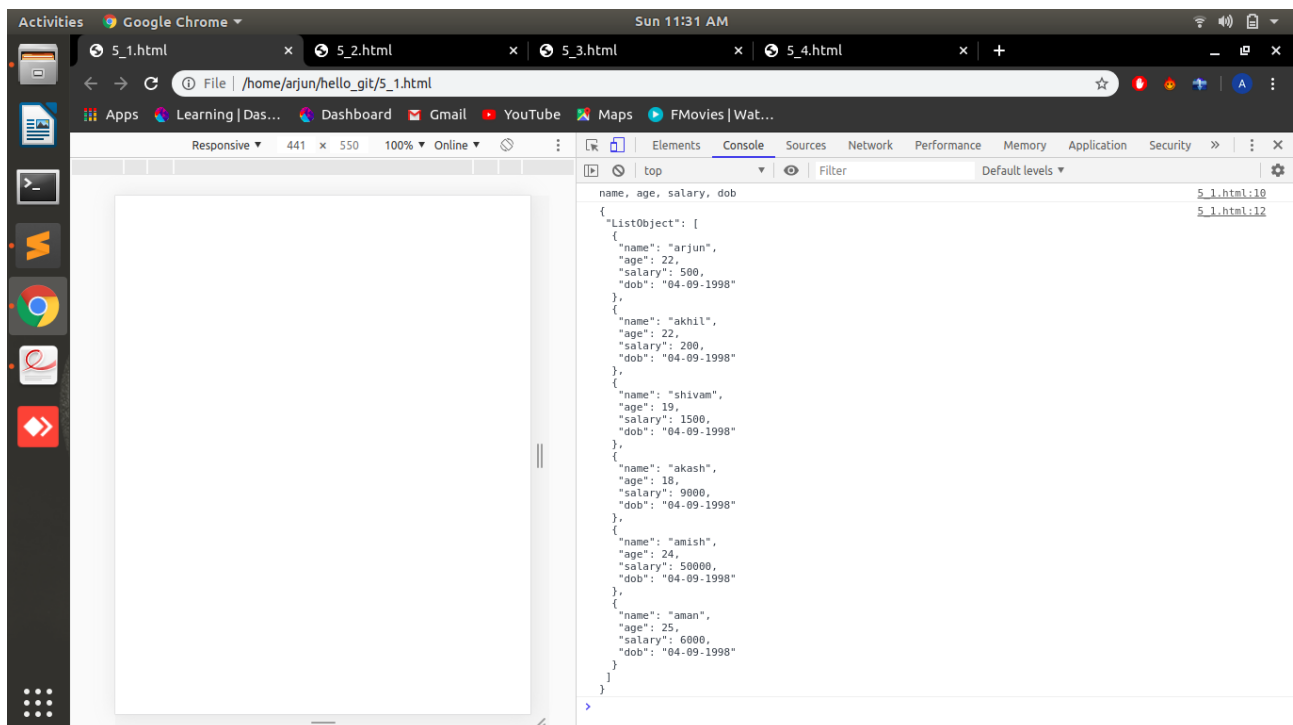 Activities Google Chrome ▾ Sun 11:31 AM
5_1.html × 5_2.html × 5_3.html × 5_4.html × +
File | /home/arjun/hello_git/5_1.html A
Apps Learning | Das... Dashboard Gmail YouTube Maps FMovies | Wat...
Responsive ▼ 441 × 550 100% ▼ Online ▼ Elements Console Sources Network Performance Memory Application Security »
top ▼ Filter Default levels ▼
name, age, salary, dob 5_1.html:10
{ 5_1.html:12
"ListObject": [
{
"name": "arjun",
"age": 22,
"salary": 500,
"dob": "04-09-1998"
},
{
"name": "akhil",
"age": 22,
"salary": 200,
"dob": "04-09-1998"
},
{
"name": "shivam",
"age": 19,
"salary": 1500,
"dob": "04-09-1998"
},
{
"name": "akash",
"age": 18,
"salary": 9000,
"dob": "04-09-1998"
},
{
"name": "amish",
"age": 24,
"salary": 50000,
"dob": "04-09-1998"
},
{
"name": "aman",
"age": 25,
"salary": 6000,
"dob": "04-09-1998"
}
]
}
>